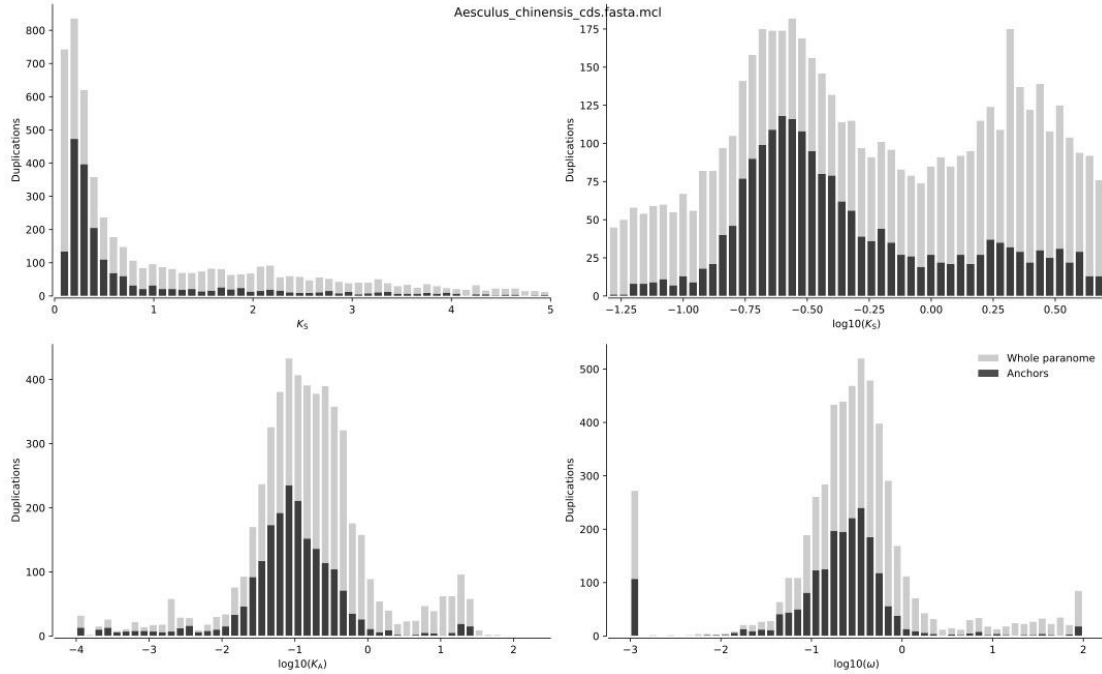 Aesculus_chinensis_cds.fasta.mcl
800
700
600
500
400
300
200
100
0
Duplications
0 1 2 3 4 5
K_S
175
150
125
100
75
50
25
0
Duplications
−1.25 −1.00 −0.75 −0.50 −0.25 0.00 0.25 0.50
log10(K_S)
400
300
200
100
0
Duplications
−4 −3 −2 −1 0 1 2
log10(K_A)
Whole paranome
Anchors
500
400
300
200
100
0
Duplications
−3 −2 −1 0 1 2
log10(ω)